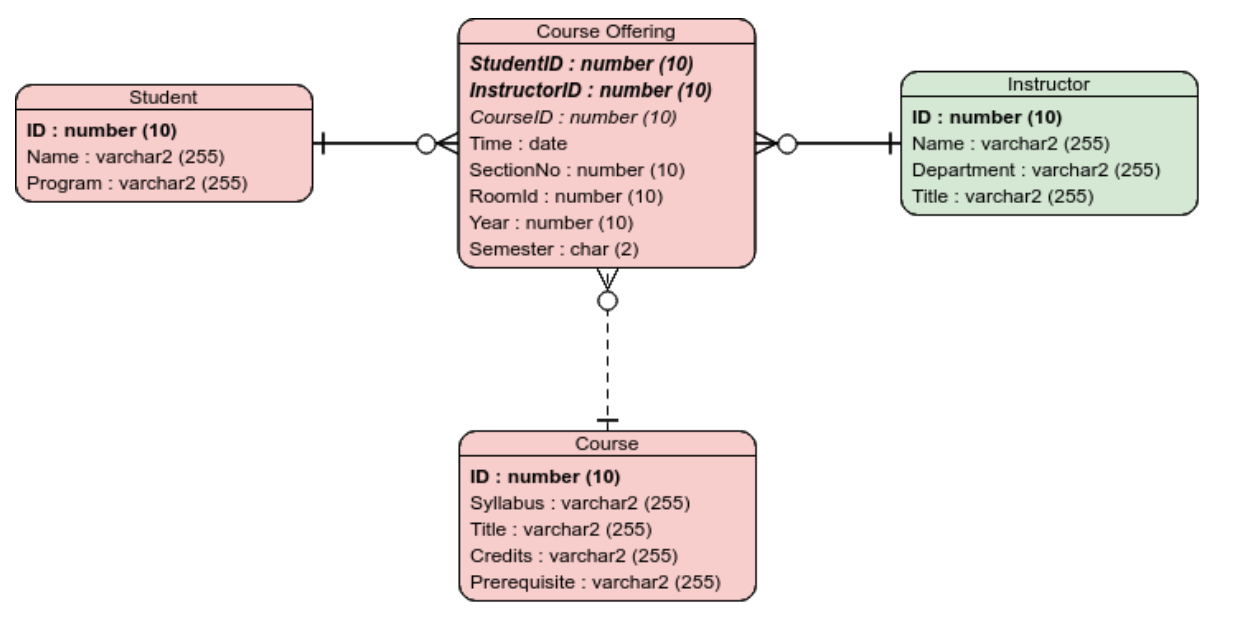 Course Offering
StudentID : number (10)
InstructorID : number (10)
CourseID : number (10)
Time : date
SectionNo : number (10)
RoomId : number (10)
Year : number (10)
Semester : char (2)
Student
ID : number (10)
Name : varchar2 (255)
Program : varchar2 (255)
Instructor
ID : number (10)
Name : varchar2 (255)
Department : varchar2 (255)
Title : varchar2 (255)
Course
ID : number (10)
Syllabus : varchar2 (255)
Title : varchar2 (255)
Credits : varchar2 (255)
Prerequisite : varchar2 (255)